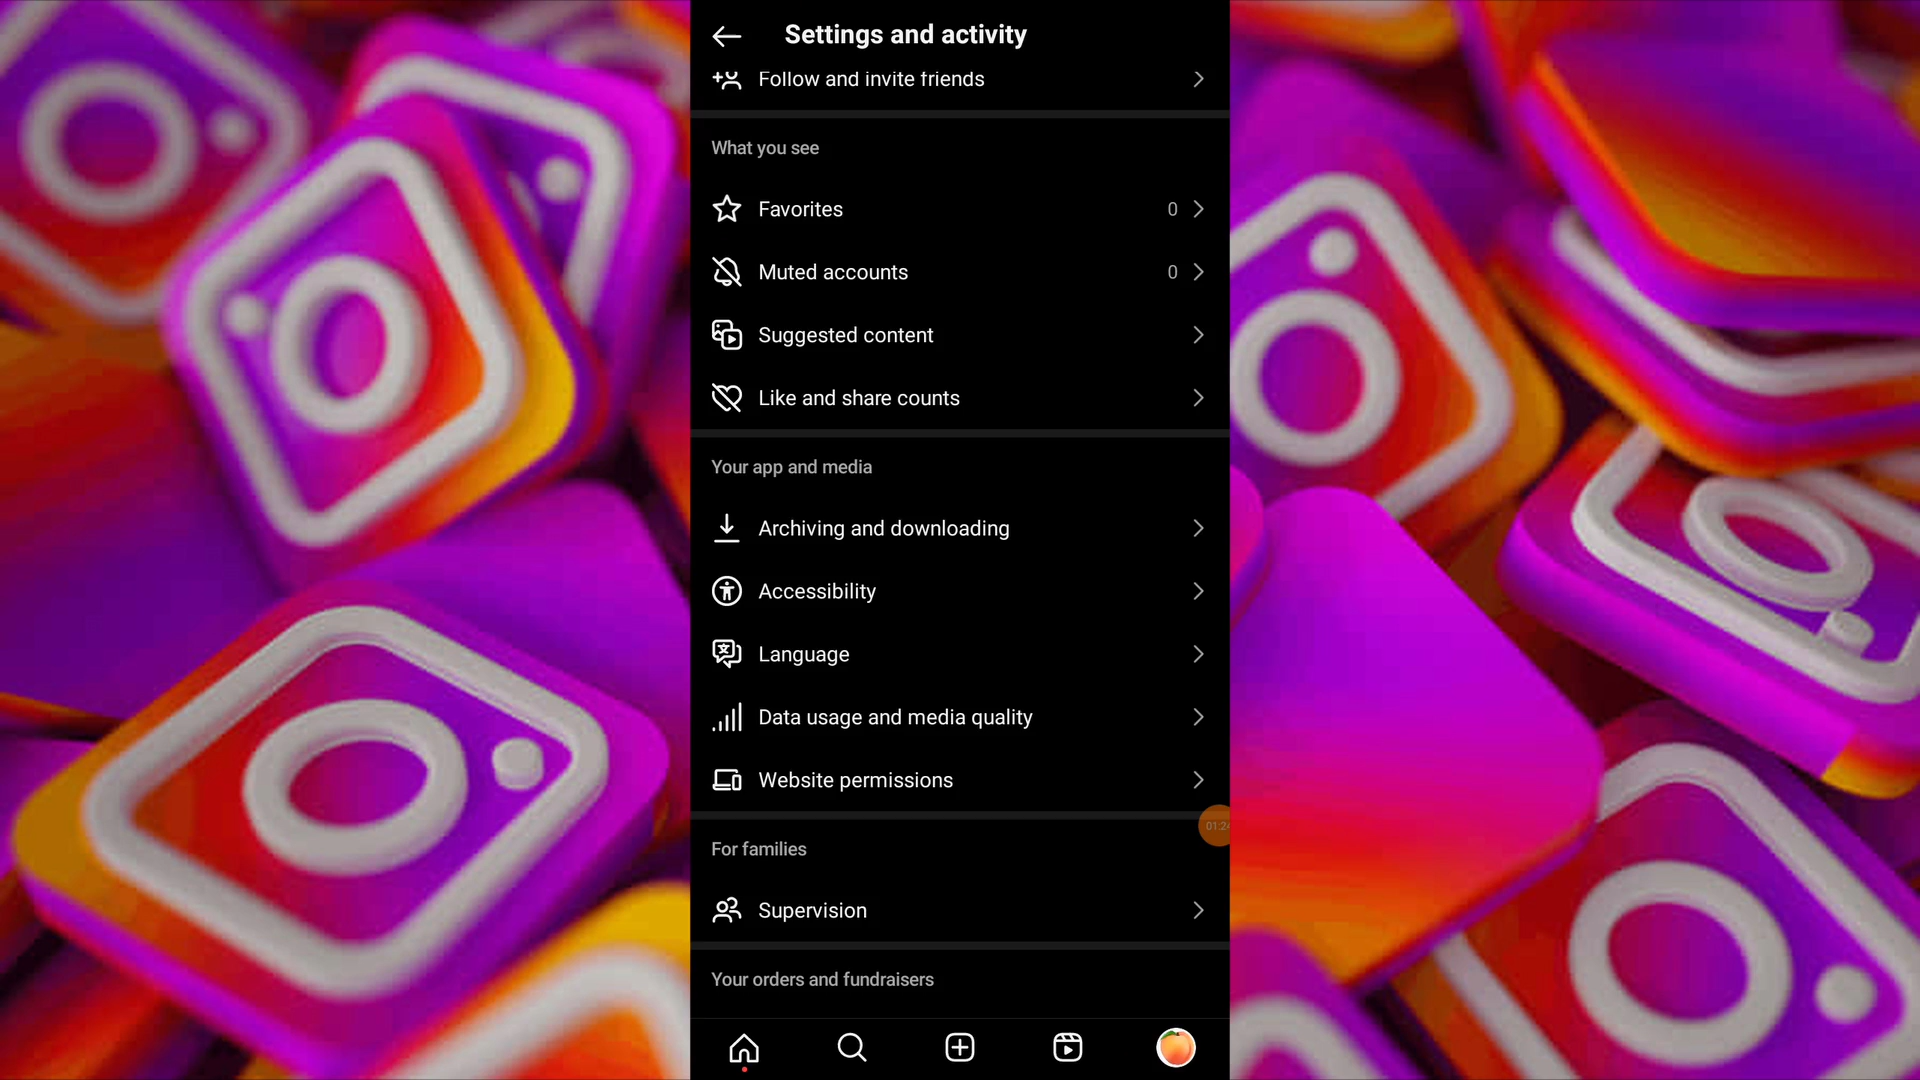 Settings and activity
Follow and invite friends
What you see
Favorites 0
Muted accounts 0
Suggested content
Like and share counts
Your app and media
Archiving and downloading
Accessibility
Language
Data usage and media quality
Website permissions
For families
Supervision
Your orders and fundraisers